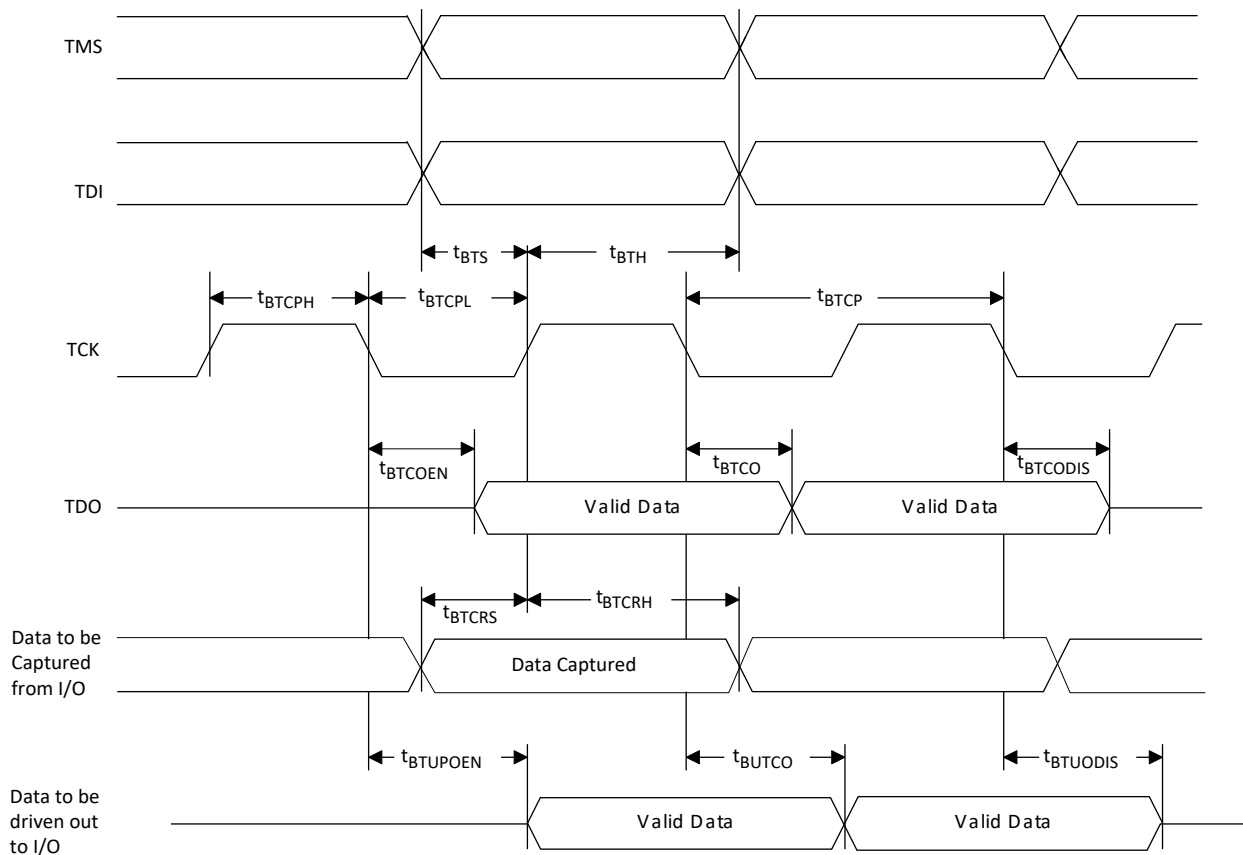 TMS
TDI
tBTS
tBTH
tBTCPH
tBTCPL
tBTCP
TCK
tBTCOEN
tBTCO
tBTCODIS
TDO
Valid Data
Valid Data
tBTCRS
tBTCRH
Data to be
Captured
from I/O
Data Captured
tBTUPOEN
tBUTCO
tBTUODIS
Data to be
driven out
to I/O
Valid Data
Valid Data